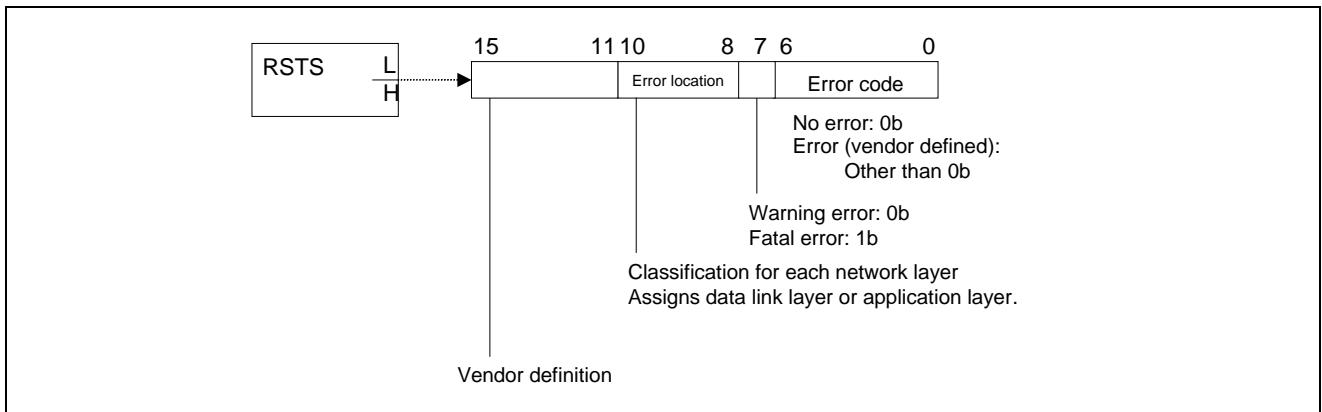 15 11 10 8 7 6 0
RSTS L
H
Error location Error code
No error: 0b
Error (vendor defined):
Other than 0b
Warning error: 0b
Fatal error: 1b
Classification for each network layer
Assigns data link layer or application layer.
Vendor definition